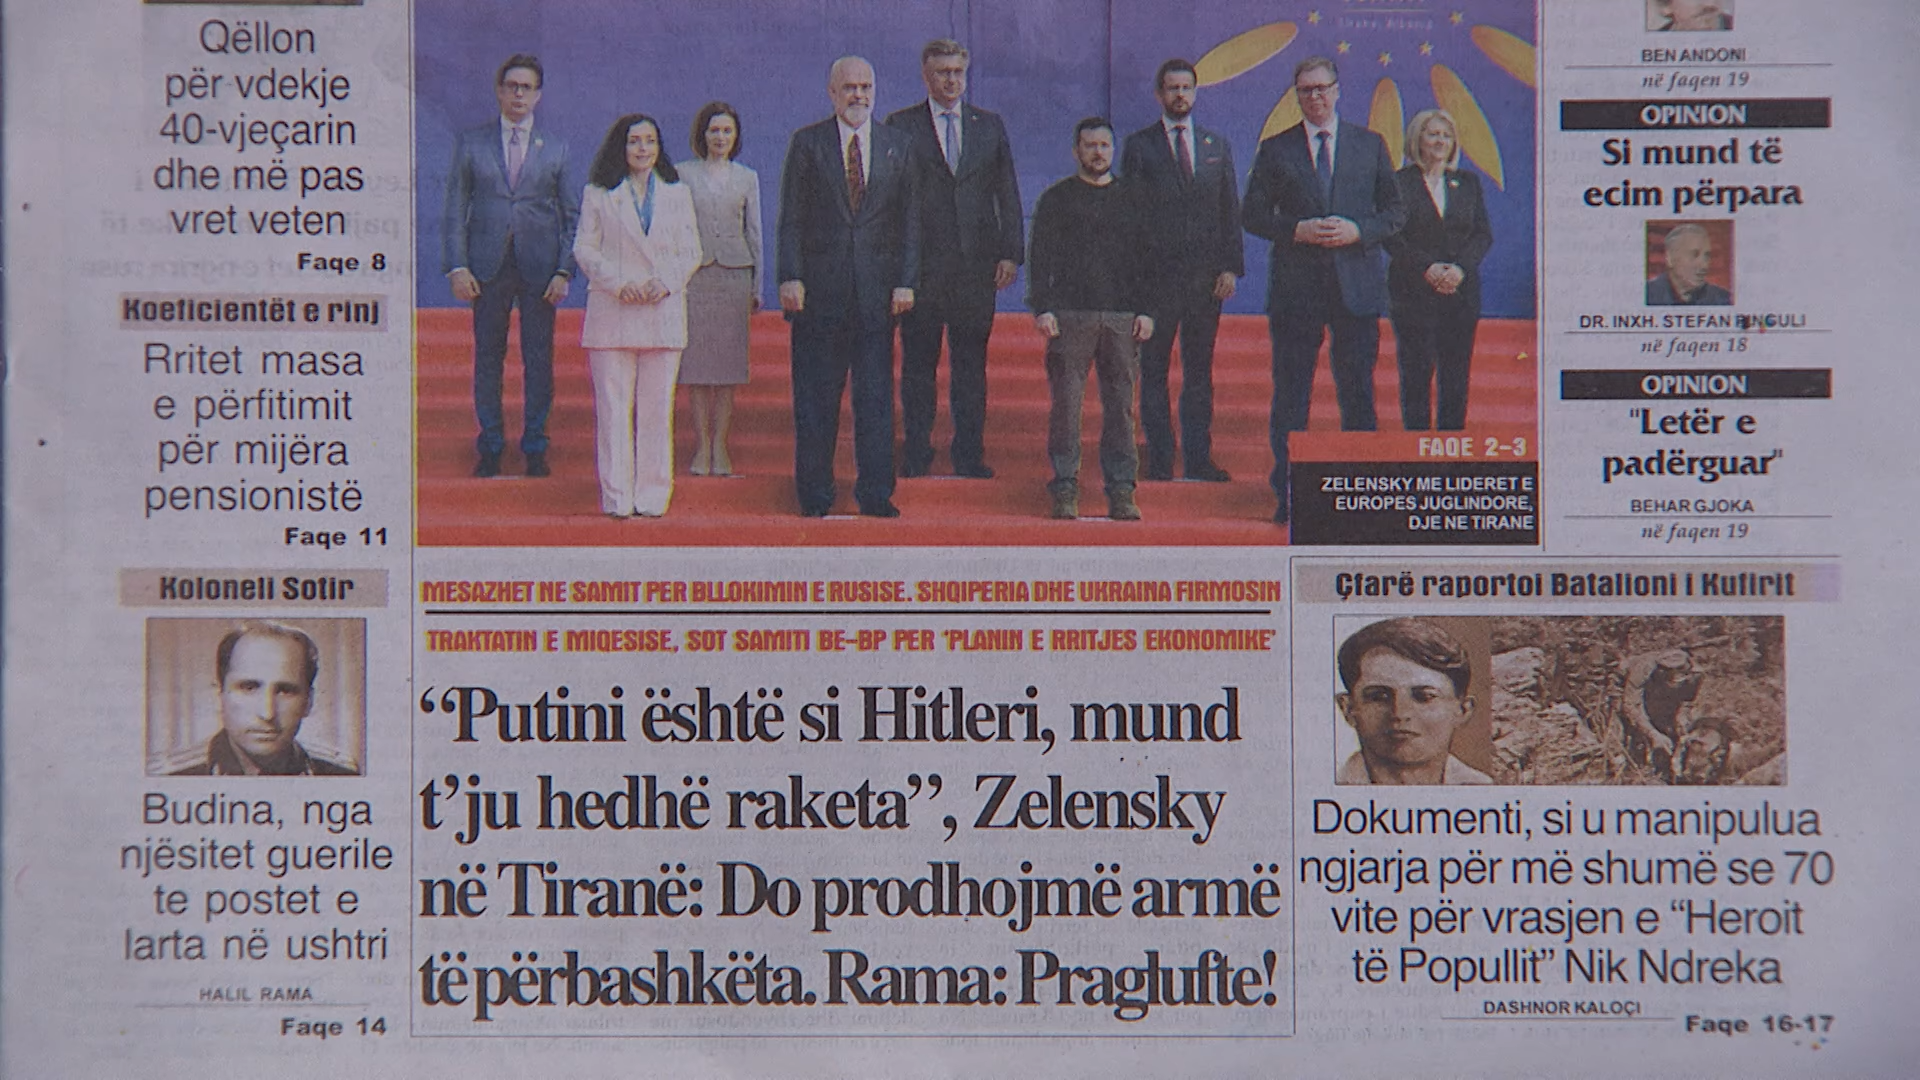 Qëllon
për vdekje
40-vjeçarin
dhe më pas
vret veten
Faqe 8
Koeficientët e rinj
Rritet masa
e përfitimit
për mijëra
pensionistë
Faqe 11
Koloneli Sotir
Budina, nga
njësitet guerile
te postet e
larta në ushtri
HALIL RAMA
Faqe 14
FAQE 2-3
ZELENSKY ME LIDERET E
EUROPES JUGLINDORE,
DJE NE TIRANE
MESAZHET NE SAMIT PER BLLOKIMIN E RUSISE. SHQIPERIA DHE UKRAINA FIRMOSIN
TRAKTATIN E MIQESISE, SOT SAMITI BE-BP PER 'PLANIN E RRITJES EKONOMIKE'
“Putini është si Hitleri, mund
t’ju hedhë raketa”, Zelensky
në Tiranë: Do prodhojmë armë
të përbashkëta. Rama: Praglufte!
BEN ANDONI
në faqen 19
OPINION
Si mund të
ecim përpara
DR. INXH. STEFAN PINGULI
në faqen 18
OPINION
"Letër e
padërguar"
BEHAR GJOKA
në faqen 19
Çfarë raportoi Batalioni i Kufirit
Dokumenti, si u manipulua
ngjarja për më shumë se 70
vite për vrasjen e “Heroit
të Popullit” Nik Ndreka
DASHNOR KALOÇI
Faqe 16-17